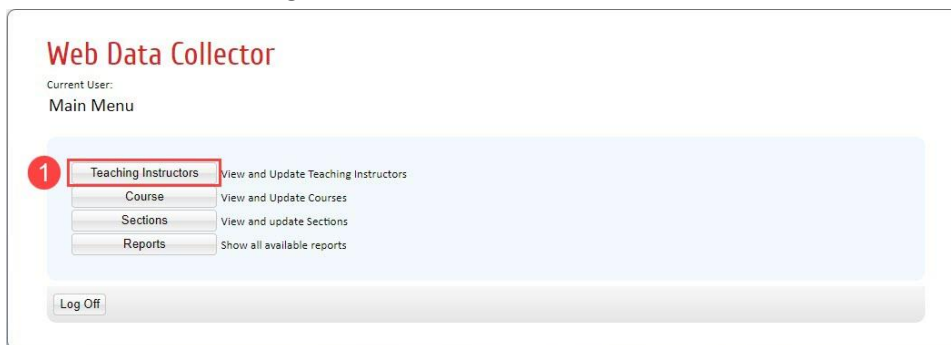 Web Data Collector
Current User:
Main Menu
1 Teaching Instructors View and Update Teaching Instructors
Course View and Update Courses
Sections View and update Sections
Reports Show all available reports
Log Off